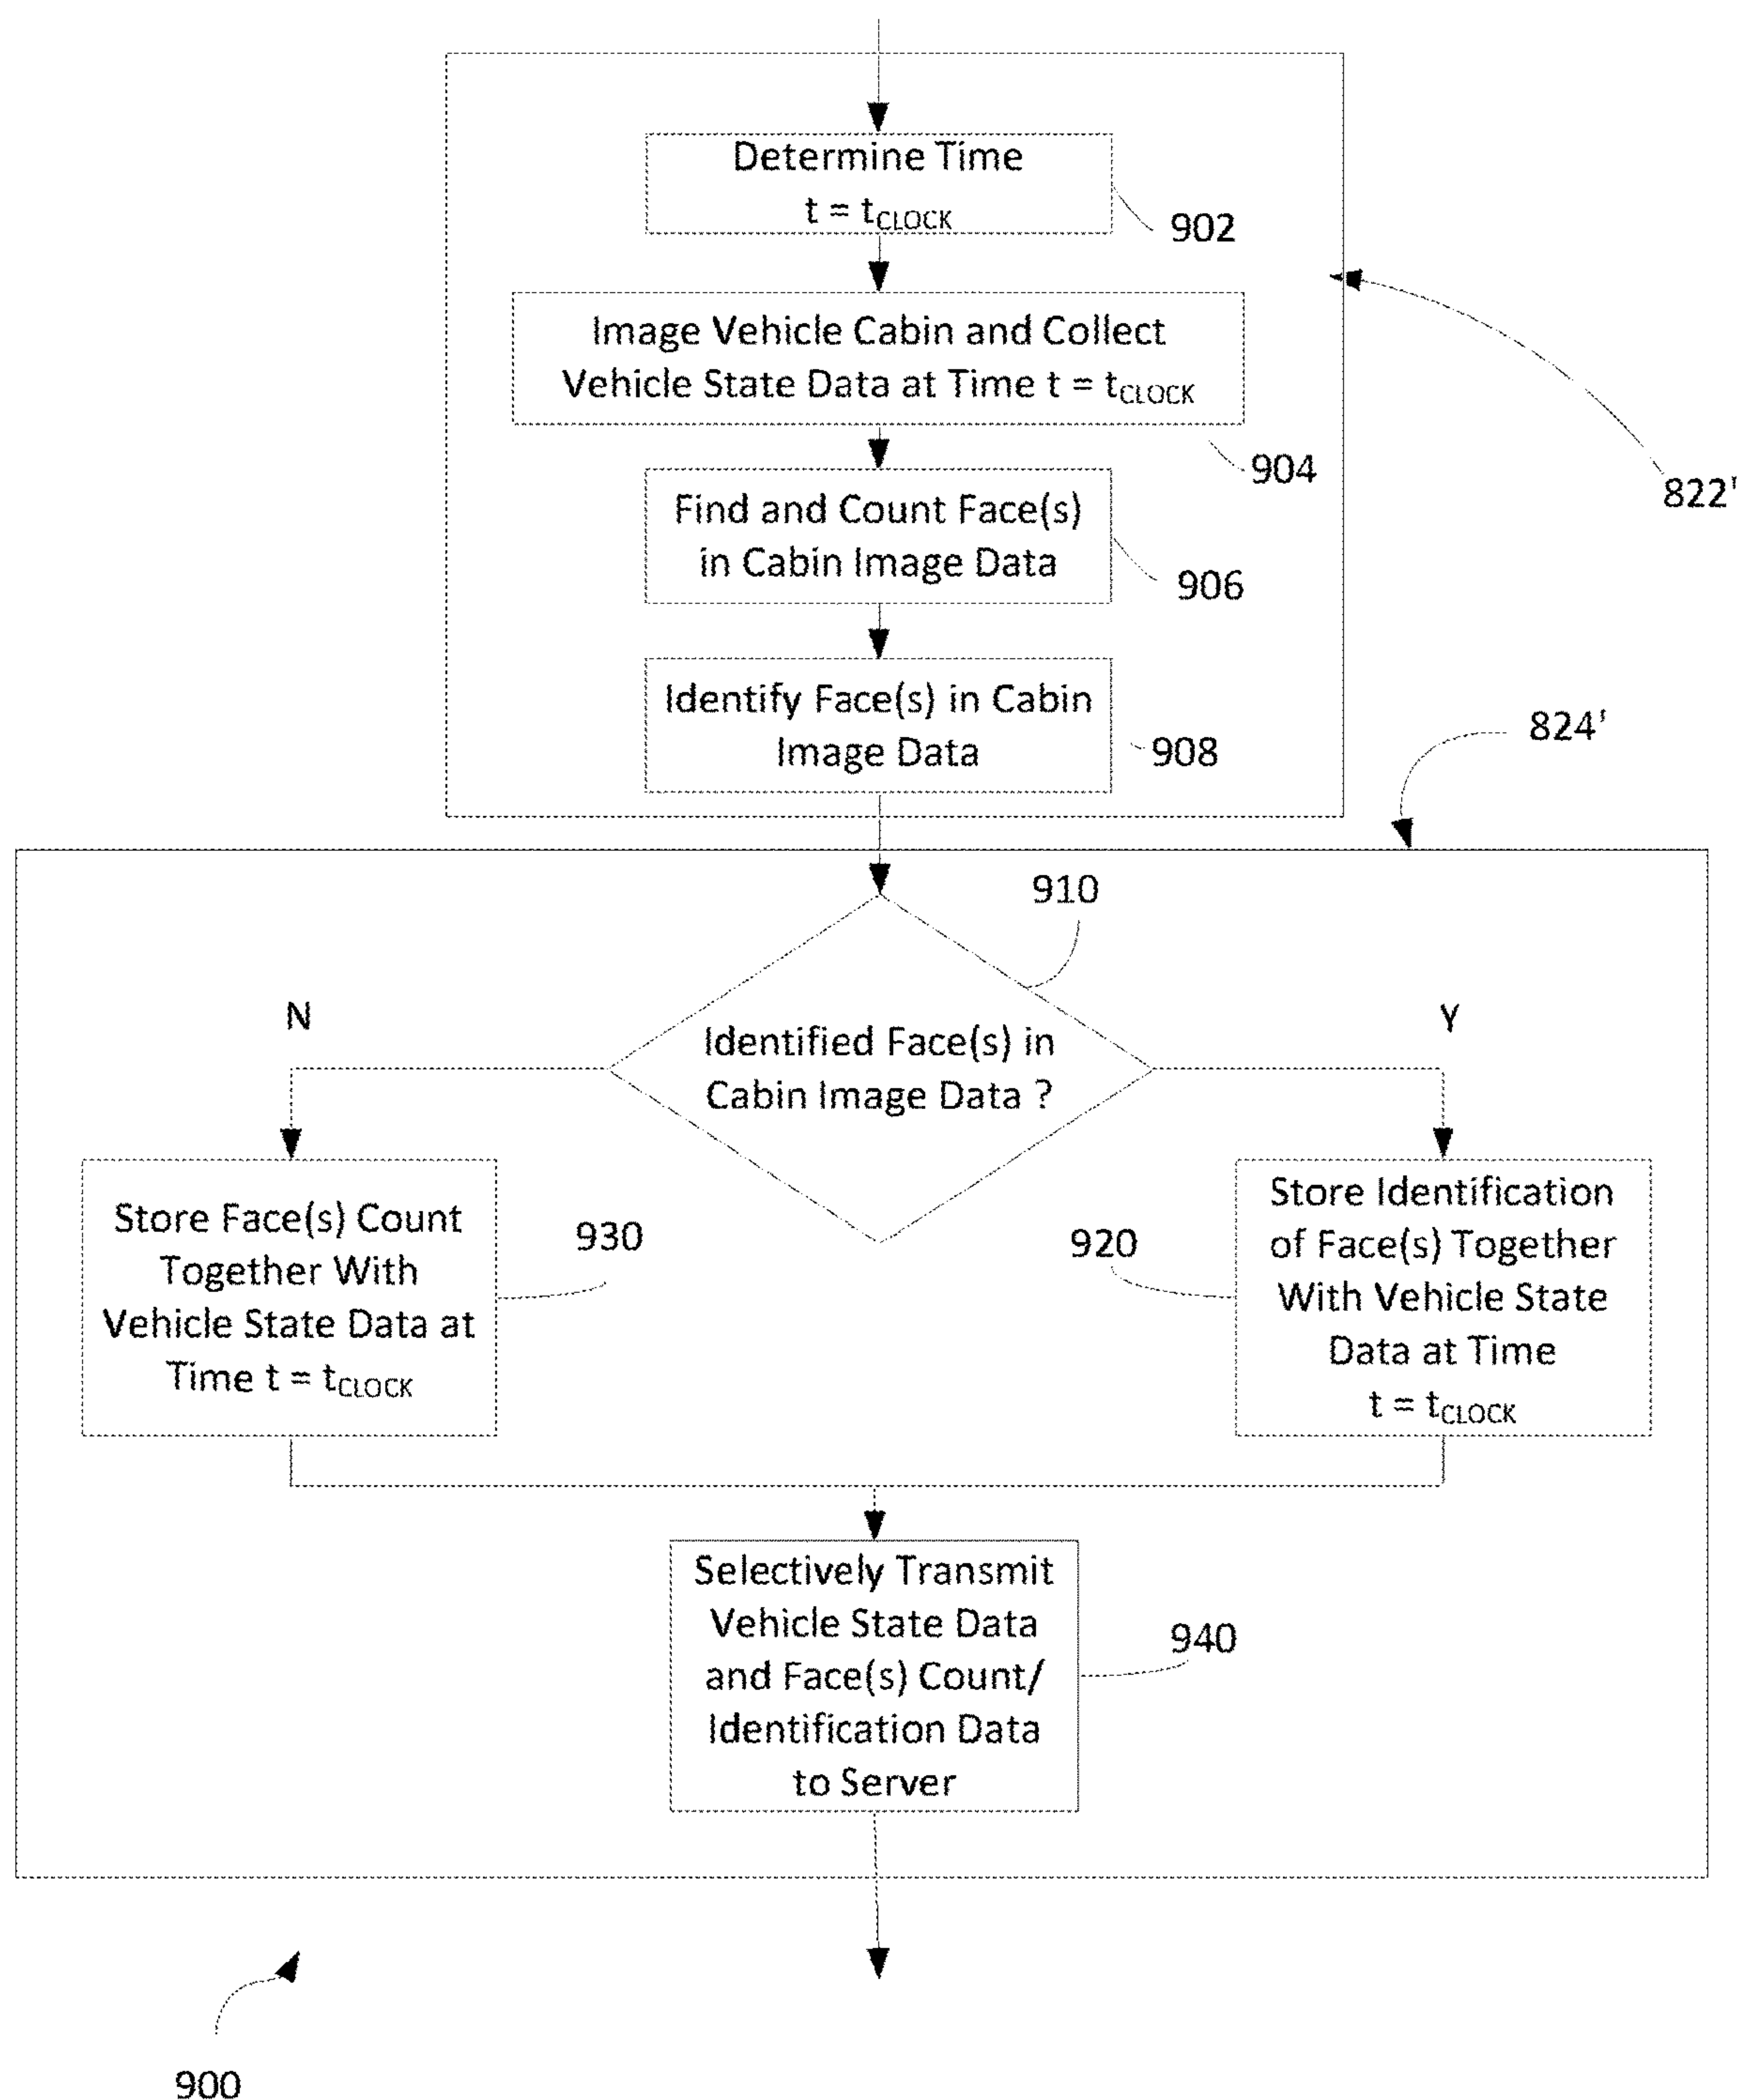 Determine Time
t = tCLOCK
902
Image Vehicle Cabin and Collect
Vehicle State Data at Time t = tCLOCK
904
822'
Find and Count Face(s)
in Cabin Image Data
906
Identify Face(s) in Cabin
Image Data
908
824'
910
N
Y
Identified Face(s) in
Cabin Image Data ?
Store Face(s) Count
Together With
Vehicle State Data at
Time t = tCLOCK
930
920
Store Identification
of Face(s) Together
With Vehicle State
Data at Time
t = tCLOCK
Selectively Transmit
Vehicle State Data
and Face(s) Count/
Identification Data
to Server
940
900